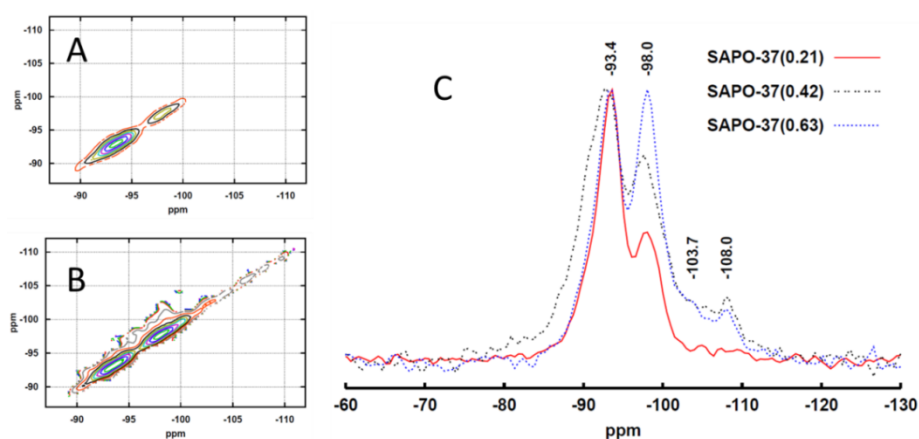 A
-110
-105
-100
-95
-90
ppm
-90 -95 -100 -105 -110
ppm
B
-110
-105
-100
-95
-90
ppm
-90 -95 -100 -105 -110
ppm
C
-93.4
-98.0
-103.7
-108.0
SAPO-37(0.21)
SAPO-37(0.42)
SAPO-37(0.63)
-60 -70 -80 -90 -100 -110 -120 -130
ppm